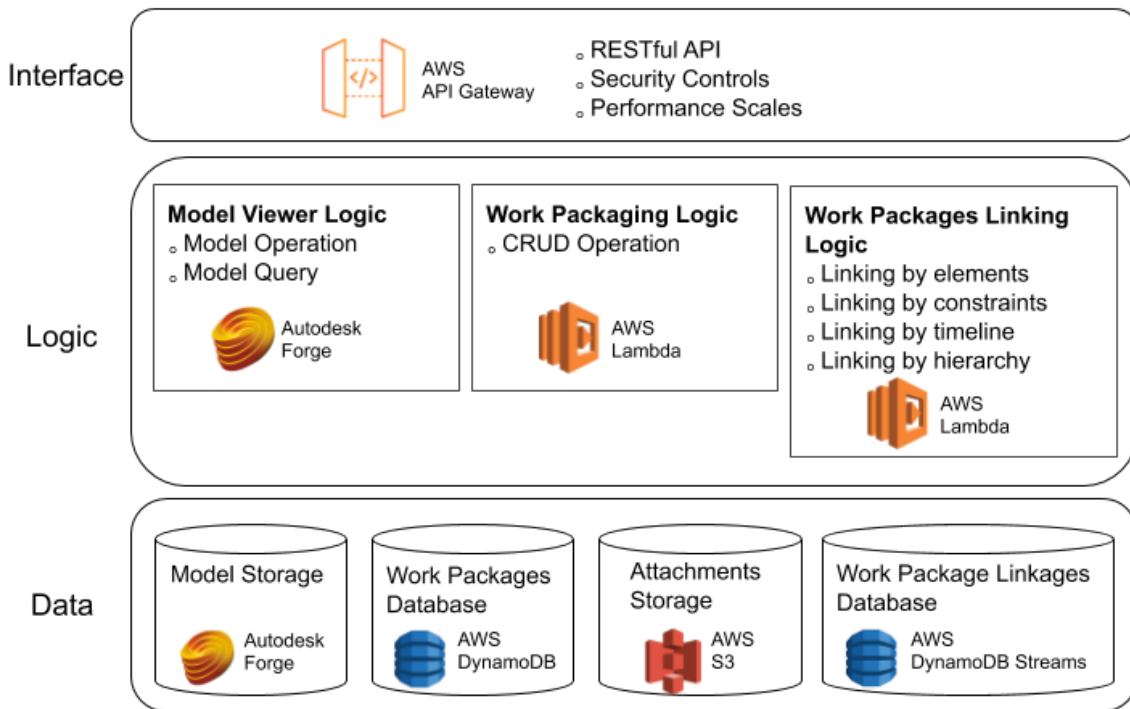 Interface
AWS
API Gateway
RESTful API
Security Controls
Performance Scales
Logic
Model Viewer Logic
Model Operation
Model Query
Autodesk
Forge
Work Packaging Logic
CRUD Operation
AWS
Lambda
Work Packages Linking
Logic
Linking by elements
Linking by constraints
Linking by timeline
Linking by hierarchy
AWS
Lambda
Data
Model Storage
Autodesk
Forge
Work Packages
Database
AWS
DynamoDB
Attachments
Storage
AWS
S3
Work Package Linkages
Database
AWS
DynamoDB Streams